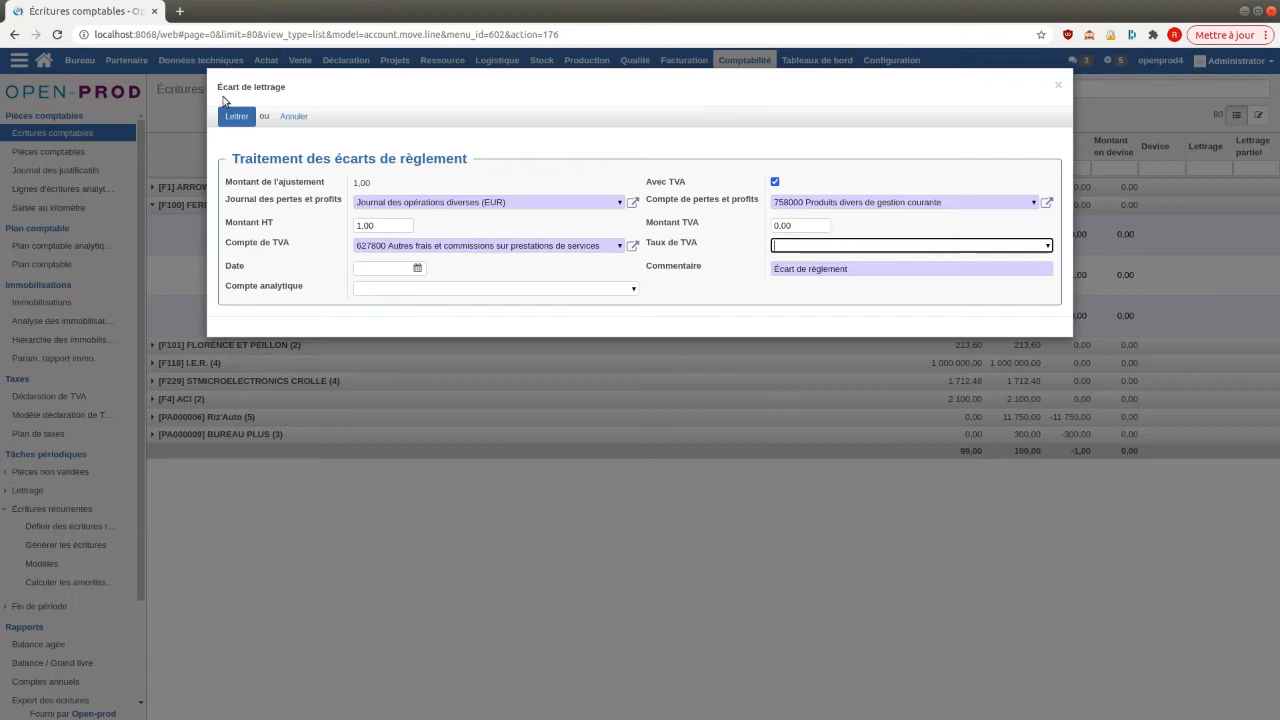 Écritures comptables - Op
localhost:8068/web#page=0&limit=80&view_type=list&model=account.move.line&menu_id=602&action=176
R
Mettre à jour
Bureau Partenaire Données techniques Achat Vente Déclaration Projets Ressource Logistique Stock Production Qualité Facturation Comptabilité Tableaux de bord Configuration
5 openprod4 Administrator
OPEN-PROD
Écritures
Pièces comptables
Écritures comptables
Pièces comptables
Journal des justificatifs
Lignes d'écritures analyt...
Saisie au kilomètre
Plan comptable
Plan comptable analytiq...
Plan comptable
Immobilisations
Immobilisations
Analyse des immobilisat...
Hiérarchie des immobilis...
Param. rapport immo.
Taxes
Déclaration de TVA
Modèle déclaration de T...
Plan de taxes
Tâches périodiques
Pièces non validées
Lettrage
Écritures récurrentes
Définir des écritures r...
Générer les écritures
Modèles
Calculer les amortiss...
Fin de période
Rapports
Balance agée
Balance / Grand livre
Comptes annuels
Export des écritures
Fourni par Open-prod
Écart de lettrage
×
Lettrer ou Annuler
Traitement des écarts de règlement
Montant de l'ajustement 1,00 Avec TVA
Journal des pertes et profits Journal des opérations diverses (EUR) Compte de pertes et profits 758000 Produits divers de gestion courante
Montant HT 1,00 Montant TVA 0,00
Compte de TVA 627800 Autres frais et commissions sur prestations de services Taux de TVA
Date Commentaire Écart de règlement
Compte analytique
80
Montant en devise Devise Lettrage Lettrage partiel
[F1] ARROW 0,00
[F100] FERR 0,00
,00 0,00
,00 0,00
[F101] FLORENCE ET PEILLON (2) 213,60 213,60 0,00 0,00
[F118] I.E.R. (4) 1 000 000,00 1 000 000,00 0,00 0,00
[F229] STMICROELECTRONICS CROLLE (4) 1 712,48 1 712,48 0,00 0,00
[F4] ACI (2) 2 100,00 2 100,00 0,00 0,00
[PA000006] Riz'Auto (5) 0,00 11 750,00 -11 750,00 0,00
[PA000009] BUREAU PLUS (3) 0,00 300,00 -300,00 0,00
99,00 100,00 -1,00 0,00